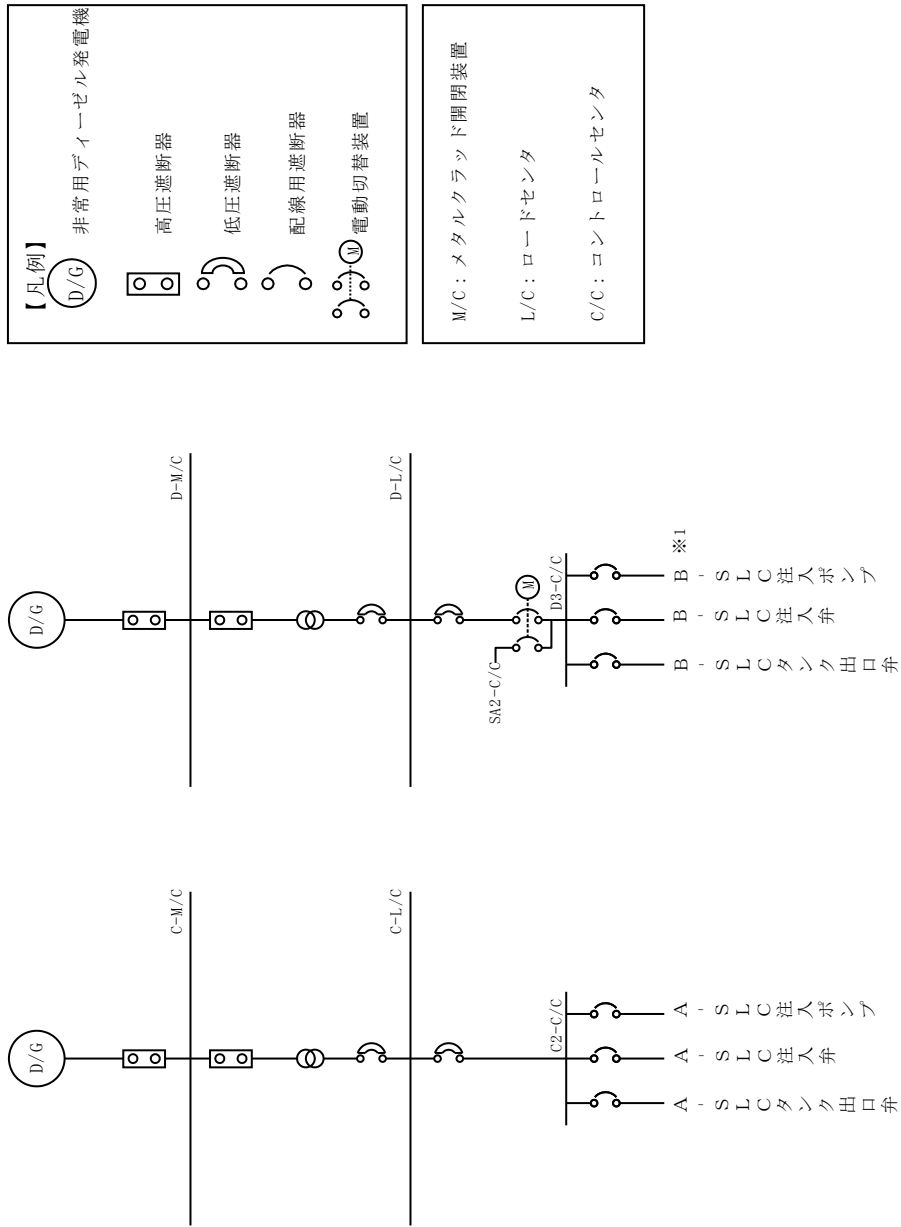 【凡例】
D/G
非常用ディーゼル発電機
高圧遮断器
低圧遮断器
配線用遮断器
M
電動切替装置
M/C：メタルクラッド開閉装置
L/C：ロードセンタ
C/C：コントロールセンタ
D/G
C-M/C
C-L/C
C2-C/C
A-SLCタンク出口弁
A-SLC注入弁
A-SLC注入ポンプ
D/G
D-M/C
D-L/C
SA2-C/C
M
D3-C/C
B-SLCタンク出口弁
B-SLC注入弁
B-SLC注入ポンプ
※1